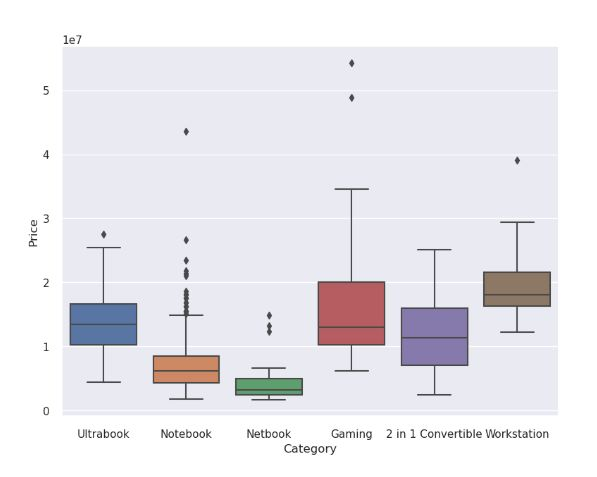 1e7
5
4
3
2
1
0
Price
Ultrabook Notebook Netbook Gaming 2 in 1 Convertible Workstation
Category